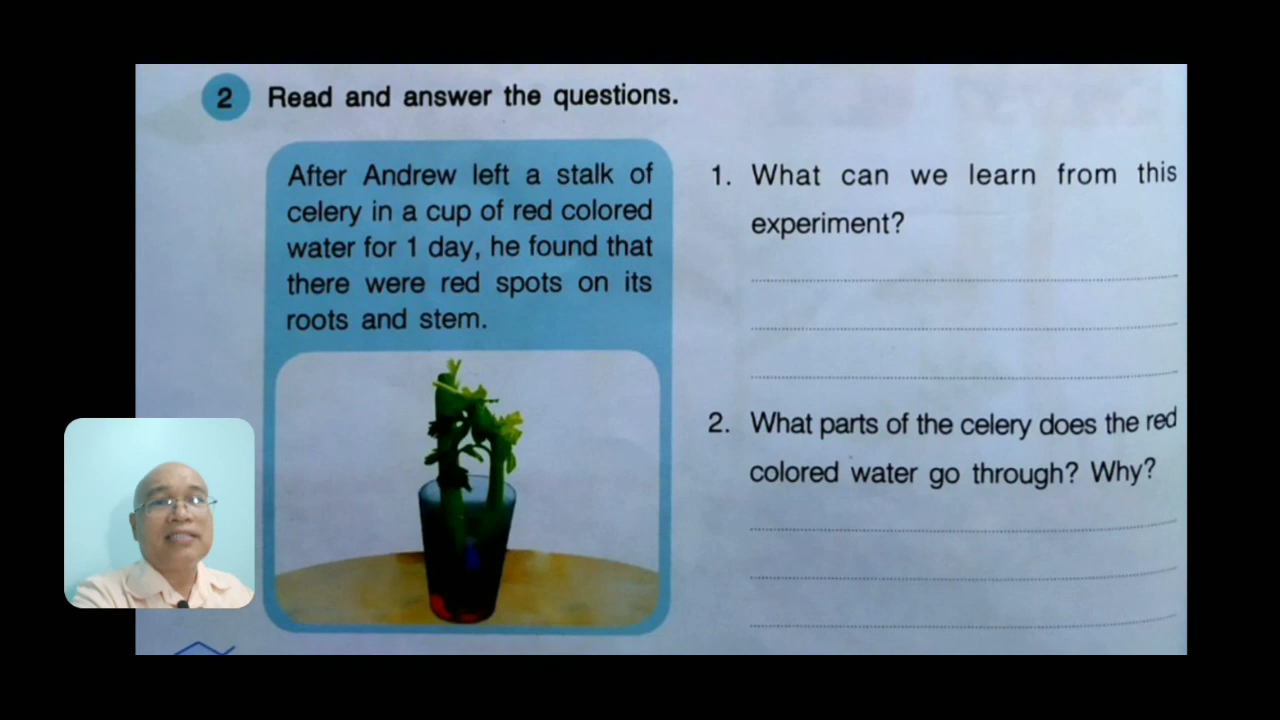 2 Read and answer the questions.
After Andrew left a stalk of
celery in a cup of red colored
water for 1 day, he found that
there were red spots on its
roots and stem.
1. What can we learn from this
experiment?
2. What parts of the celery does the red
colored water go through? Why?